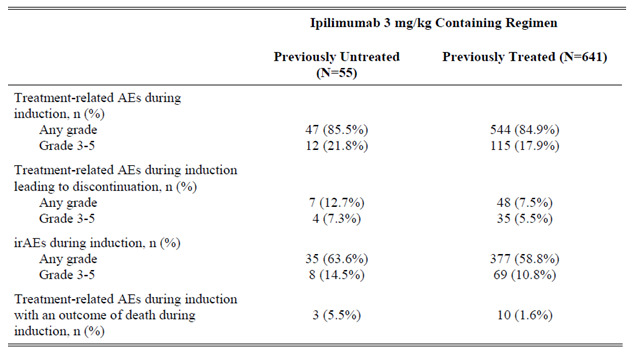 Ipilimumab 3 mg/kg Containing Regimen
Previously Untreated Previously Treated (N=641)
(N=55)
Treatment-related AEs during
induction, n (%)
Any grade 47 (85.5%) 544 (84.9%)
Grade 3-5 12 (21.8%) 115 (17.9%)
Treatment-related AEs during induction
leading to discontinuation, n (%)
Any grade 7 (12.7%) 48 (7.5%)
Grade 3-5 4 (7.3%) 35 (5.5%)
irAEs during induction, n (%)
Any grade 35 (63.6%) 377 (58.8%)
Grade 3-5 8 (14.5%) 69 (10.8%)
Treatment-related AEs during induction
with an outcome of death during 3 (5.5%) 10 (1.6%)
induction, n (%)